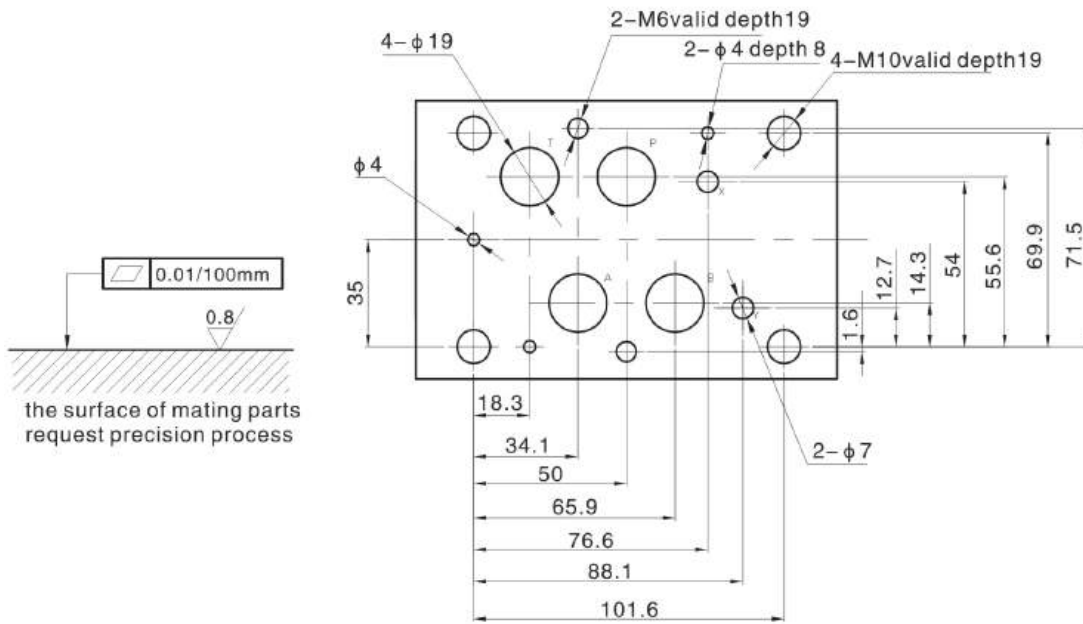 2-M6valid depth19
4-ϕ19
2-ϕ4 depth 8
4-M10valid depth19
T
P
X
ϕ4
A
B
Y
0.01/100mm
0.8
35
1.6
12.7
14.3
54
55.6
69.9
71.5
the surface of mating parts
request precision process
18.3
34.1
50
65.9
76.6
88.1
101.6
2-ϕ7